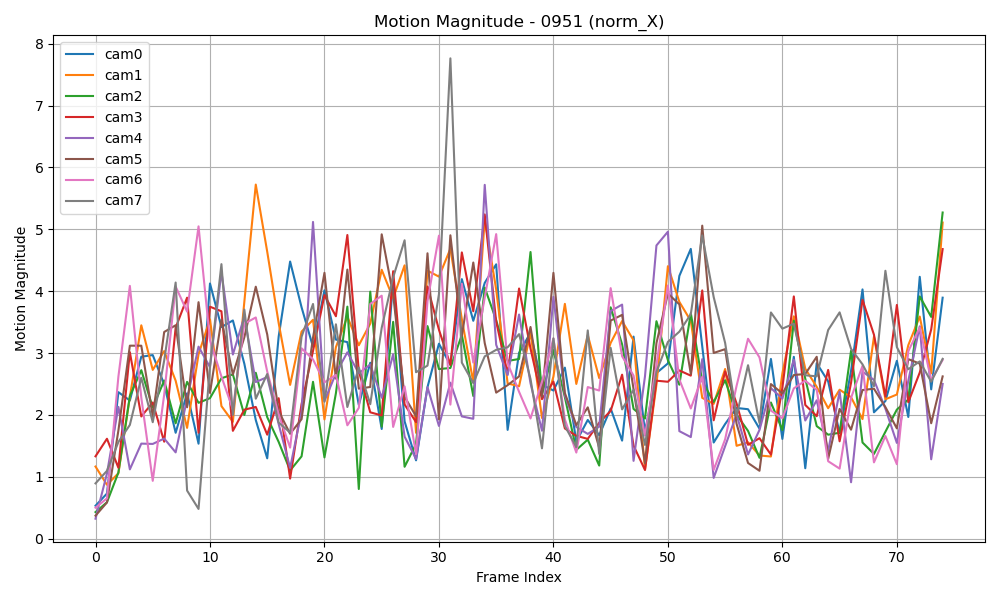 Motion Magnitude - 0951 (norm_X)
8
7
6
5
4
3
2
1
0
Motion Magnitude
cam0
cam1
cam2
cam3
cam4
cam5
cam6
cam7
0 10 20 30 40 50 60 70
Frame Index